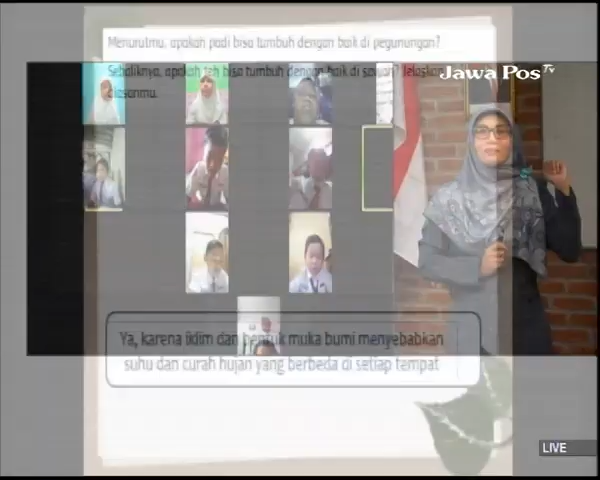 Menurutmu, apakah padi bisa tumbuh dengan baik di pegunungan?
Sebaliknya, apakah teh bisa tumbuh dengan baik di sawah? Jelaskan
alasanmu.
Jawa Pos TV
Ya, karena iklim dan bentuk muka bumi menyebabkan
suhu dan curah hujan yang berbeda di setiap tempat
LIVE